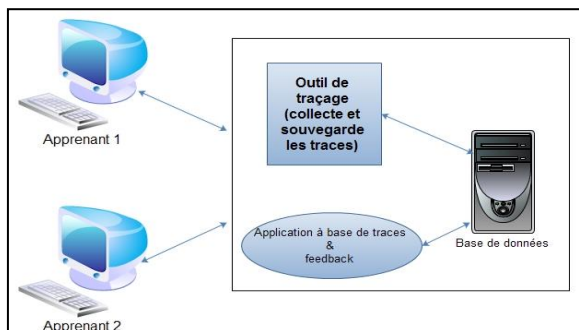 Apprenant 1
Outil de
traçage
(collecte et
souvegarde
les traces)
Base de données
Application à base de traces
&
feedback
Apprenant 2